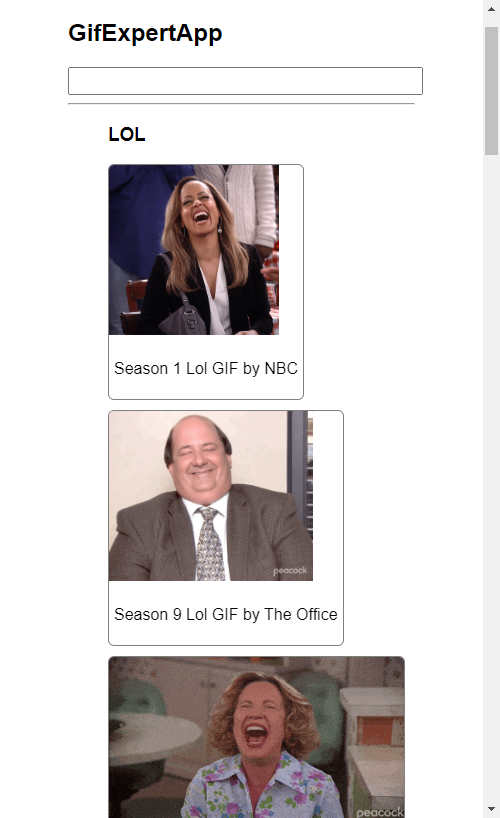 GifExpertApp
LOL
Season 1 Lol GIF by NBC
peacock
Season 9 Lol GIF by The Office
peacock